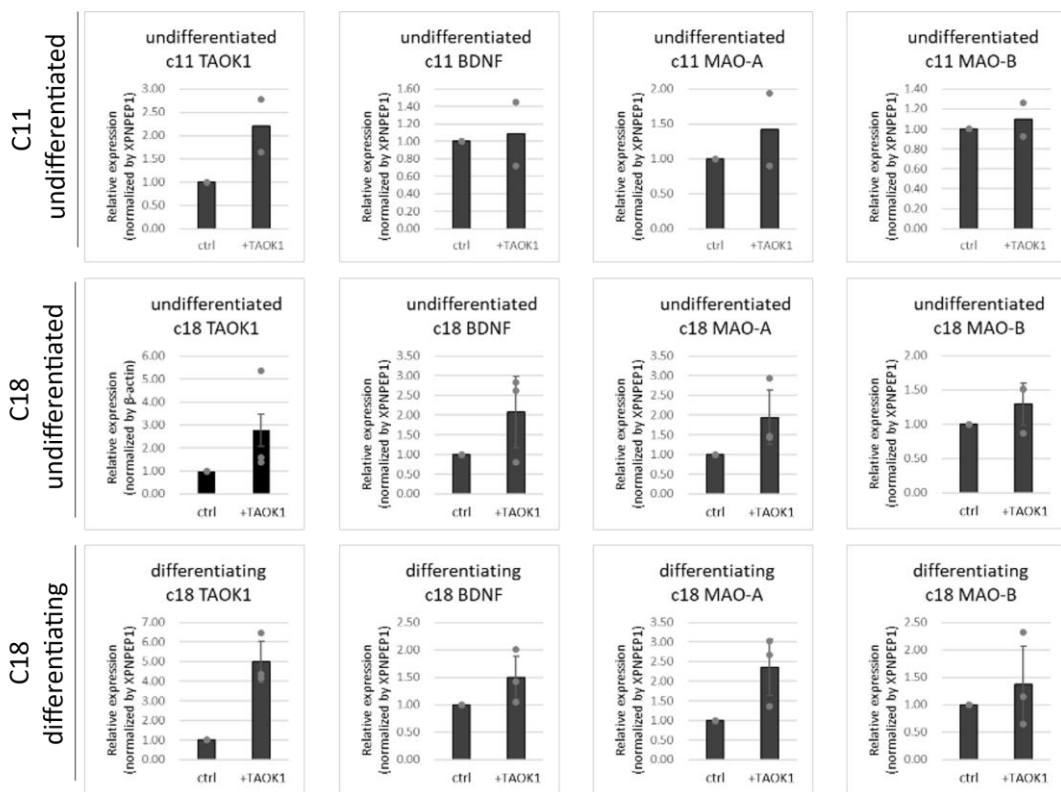 C11
undifferentiated
undifferentiated
c11 TAOK1
Relative expression
(normalized by XPNPEP1)
3.00
2.50
2.00
1.50
1.00
0.50
0.00
ctrl +TAOK1
undifferentiated
c11 BDNF
Relative expression
(normalized by XPNPEP1)
1.60
1.40
1.20
1.00
0.80
0.60
0.40
0.20
0.00
ctrl +TAOK1
undifferentiated
c11 MAO-A
Relative expression
(normalized by XPNPEP1)
2.00
1.50
1.00
0.50
0.00
ctrl +TAOK1
undifferentiated
c11 MAO-B
Relative expression
(normalized by XPNPEP1)
1.40
1.20
1.00
0.80
0.60
0.40
0.20
0.00
ctrl +TAOK1
C18
undifferentiated
undifferentiated
c18 TAOK1
Relative expression
(normalized by β-actin)
6.00
5.00
4.00
3.00
2.00
1.00
0.00
ctrl +TAOK1
undifferentiated
c18 BDNF
Relative expression
(normalized by XPNPEP1)
3.50
3.00
2.50
2.00
1.50
1.00
0.50
0.00
ctrl +TAOK1
undifferentiated
c18 MAO-A
Relative expression
(normalized by XPNPEP1)
3.50
3.00
2.50
2.00
1.50
1.00
0.50
0.00
ctrl +TAOK1
undifferentiated
c18 MAO-B
Relative expression
(normalized by XPNPEP1)
2.00
1.50
1.00
0.50
0.00
ctrl +TAOK1
C18
differentiating
differentiating
c18 TAOK1
Relative expression
(normalized by XPNPEP1)
7.00
6.00
5.00
4.00
3.00
2.00
1.00
0.00
ctrl +TAOK1
differentiating
c18 BDNF
Relative expression
(normalized by XPNPEP1)
2.50
2.00
1.50
1.00
0.50
0.00
ctrl +TAOK1
differentiating
c18 MAO-A
Relative expression
(normalized by XPNPEP1)
3.50
3.00
2.50
2.00
1.50
1.00
0.50
0.00
ctrl +TAOK1
differentiating
c18 MAO-B
Relative expression
(normalized by XPNPEP1)
2.50
2.00
1.50
1.00
0.50
0.00
ctrl +TAOK1